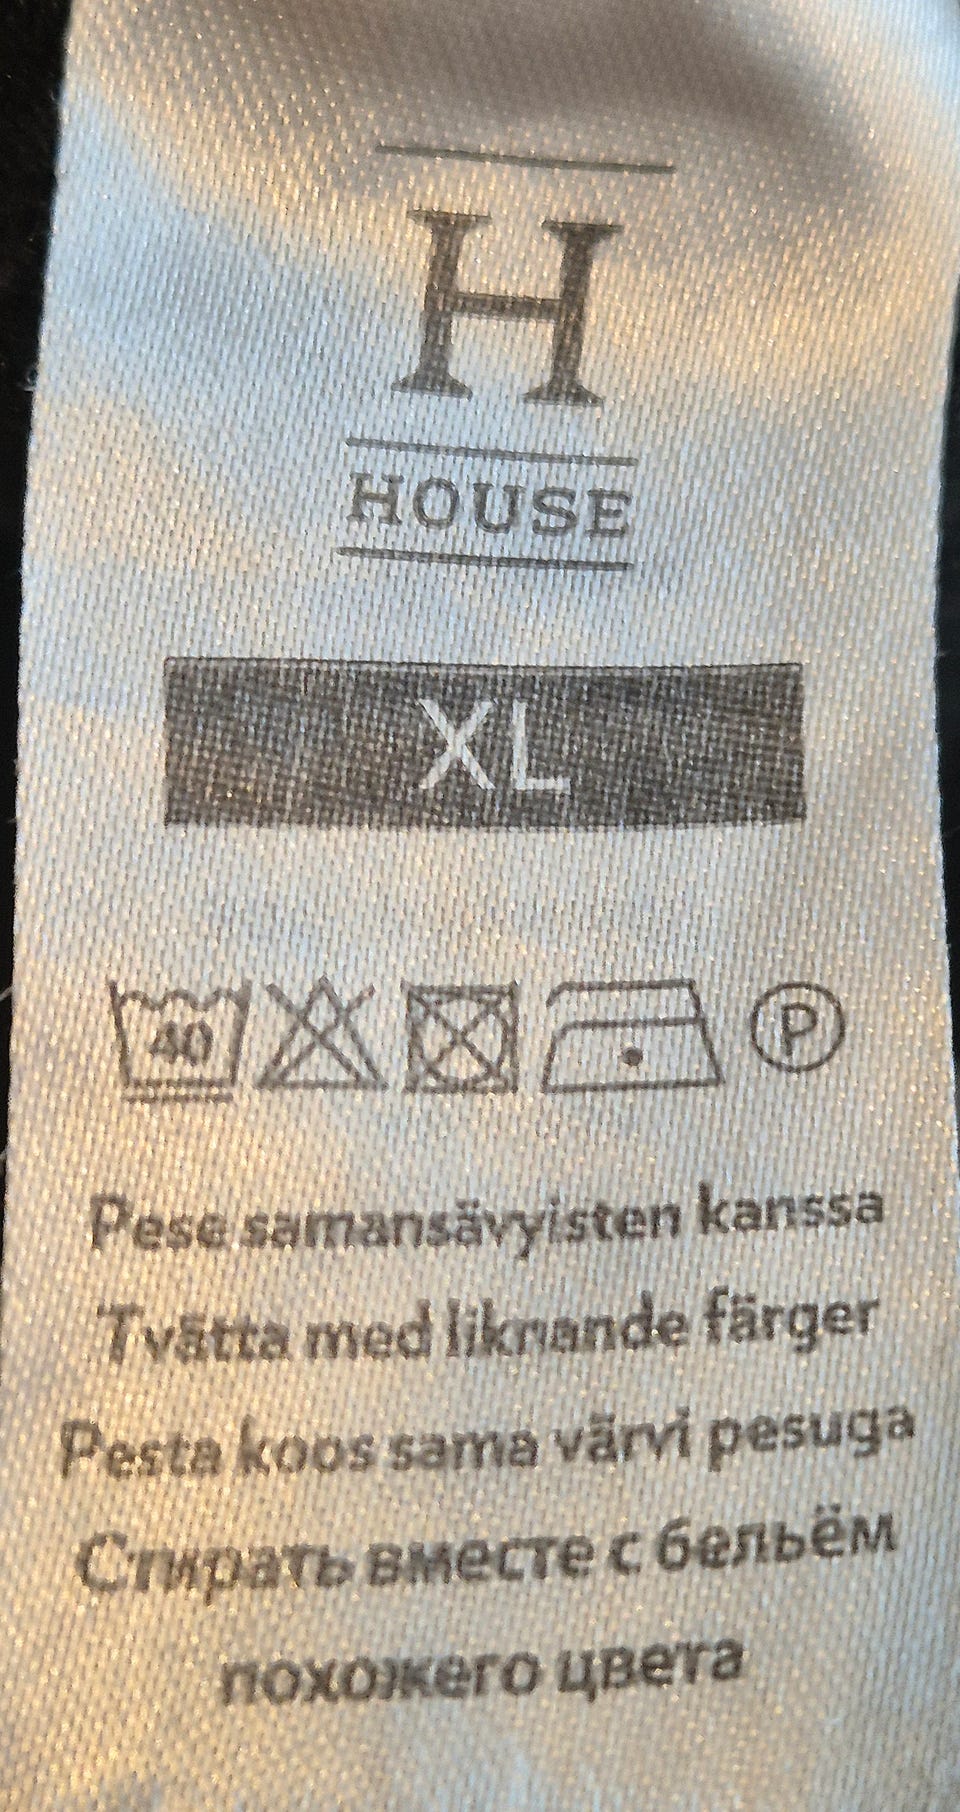 H
HOUSE
XL
40 P
Pese samansävyisten kanssa
Tvätta med liknande färger
Pesta koos sama värvi pesuga
Стирать вместе с бельём
похожего цвета